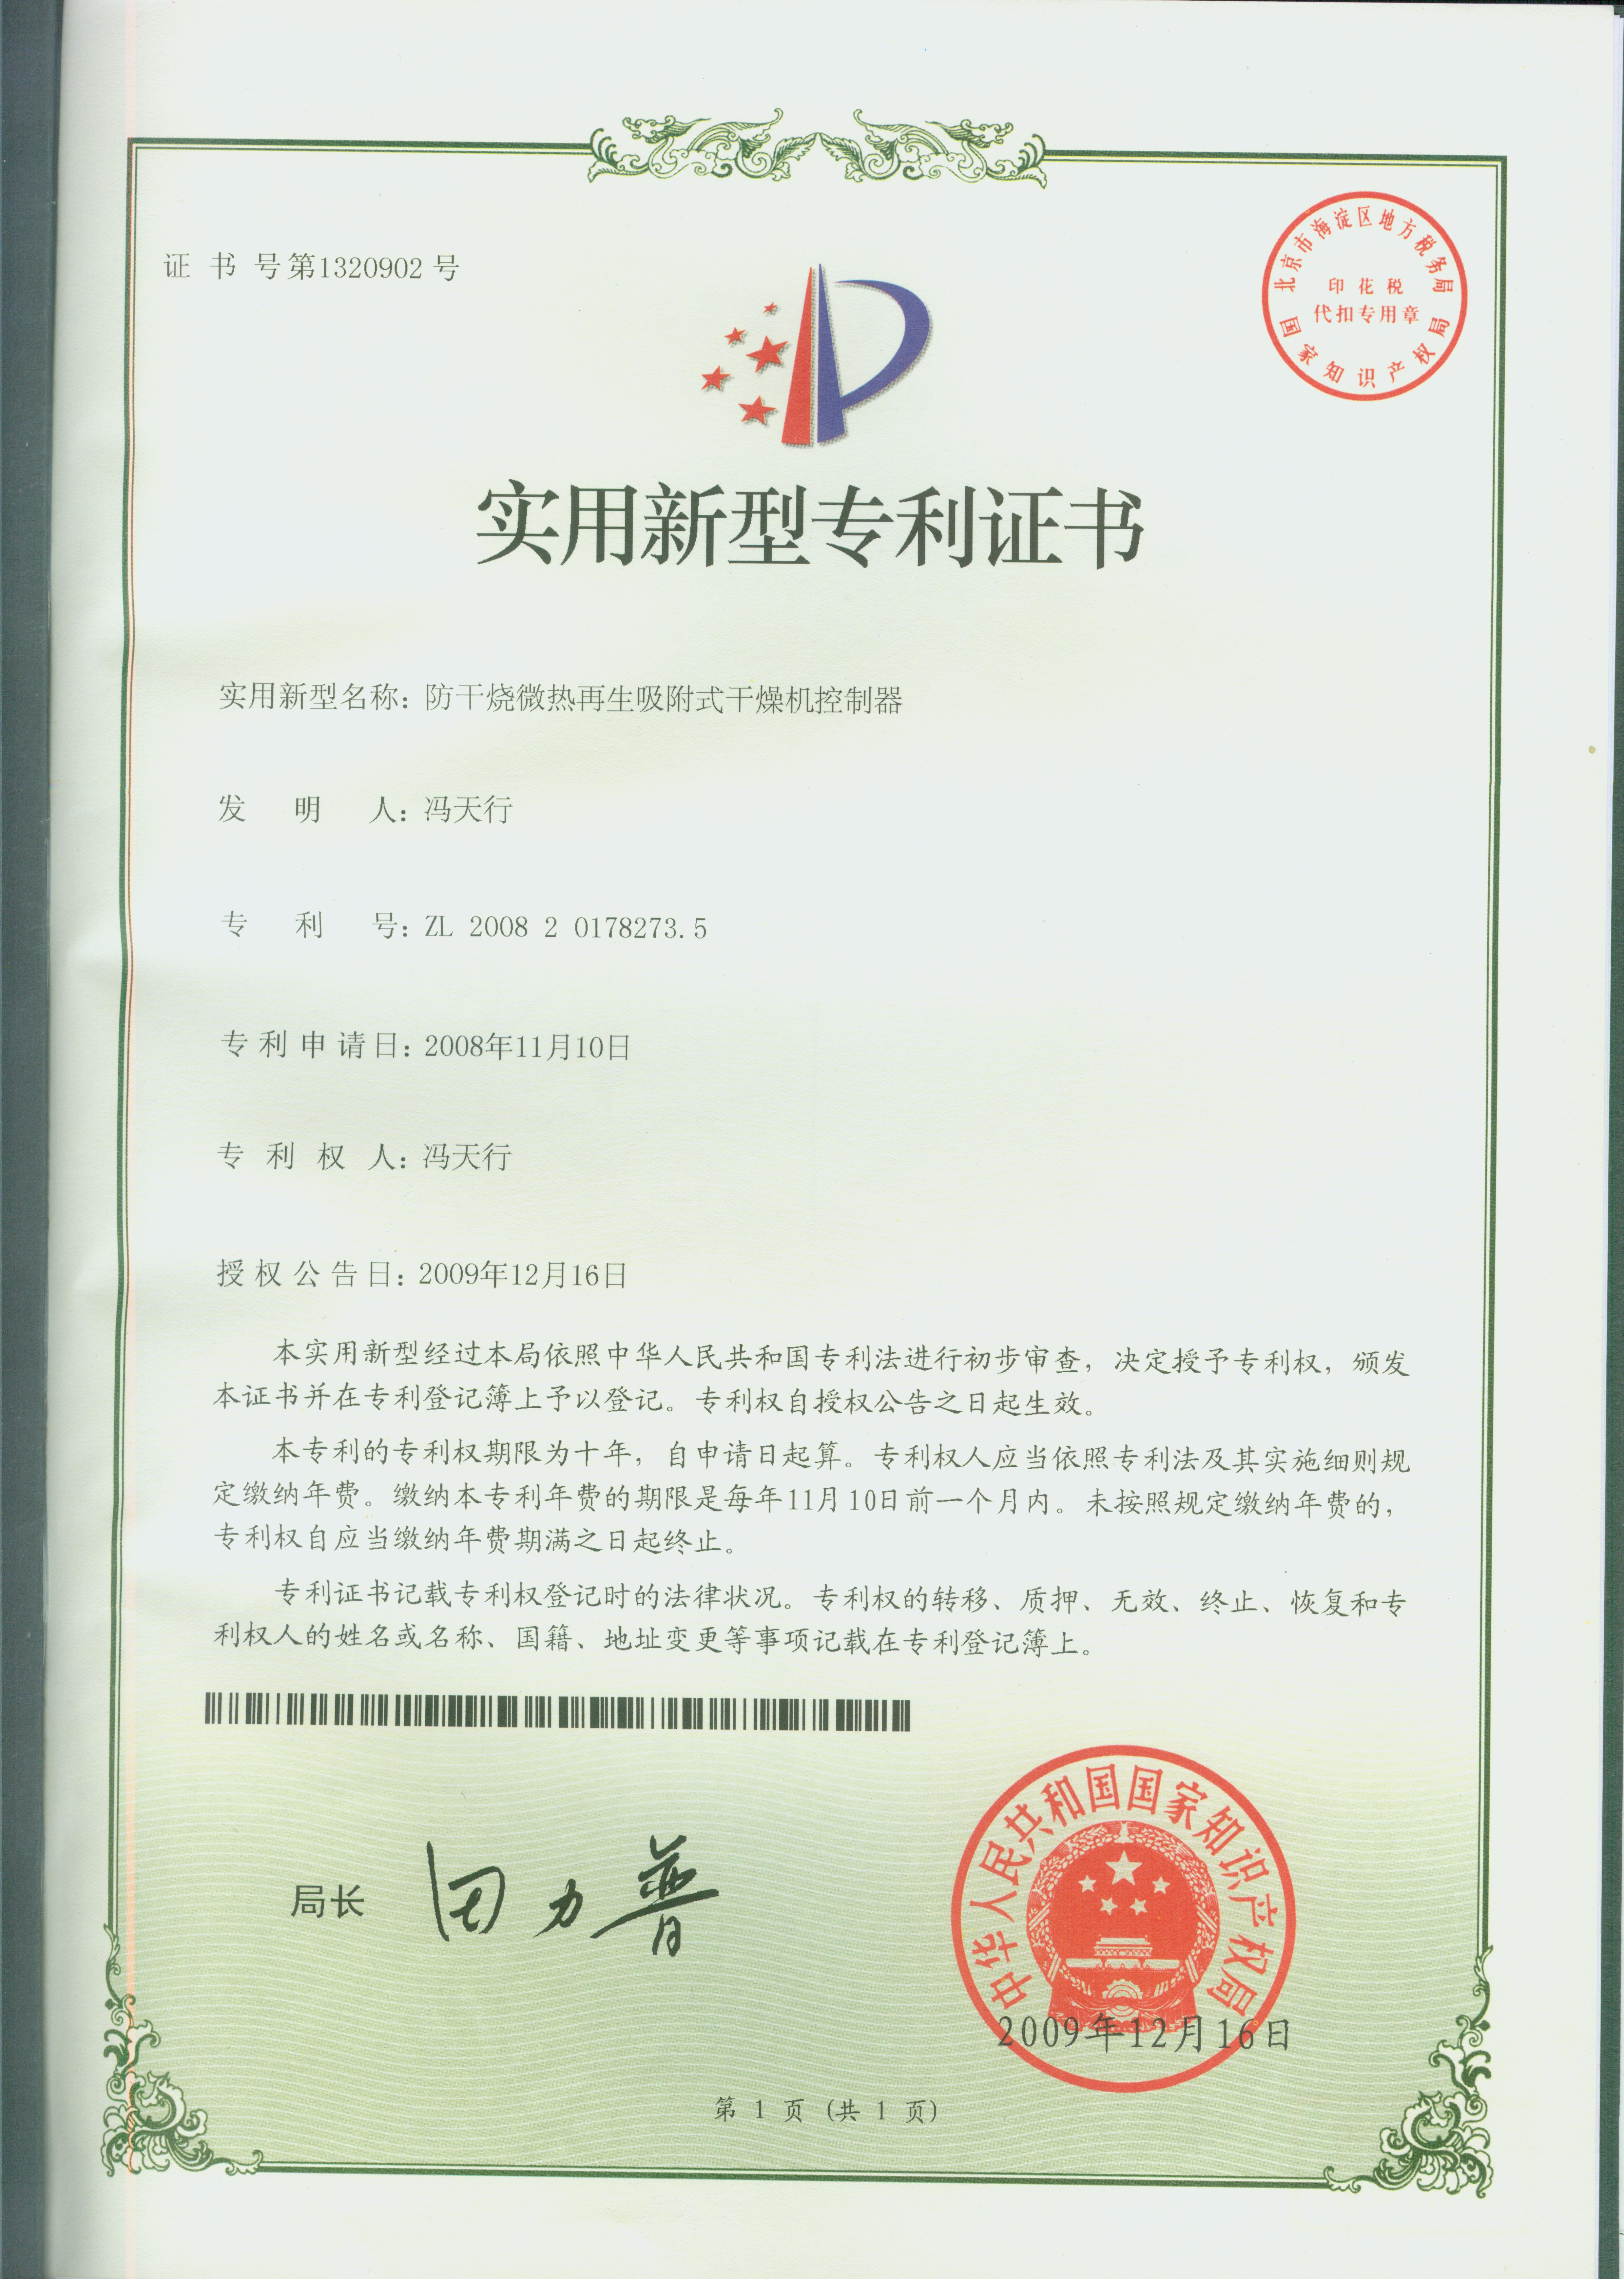 证书号第1320902号
北京市海淀区地方税务局
印花税
代扣专用章
国家知识产权局
实用新型专利证书
实用新型名称：防干烧微热再生吸附式干燥机控制器
发明人：冯天行
专利号：ZL 2008 2 0178273.5
专利申请日：2008年11月10日
专利权人：冯天行
授权公告日：2009年12月16日
本实用新型经过本局依照中华人民共和国专利法进行初步审查，决定授予专利权，颁发
本证书并在专利登记簿上予以登记。专利权自授权公告之日起生效。
本专利的专利权期限为十年，自申请日起算。专利权人应当依照专利法及其实施细则规
定缴纳年费。缴纳本专利年费的期限是每年11月10日前一个月内。未按照规定缴纳年费的，
专利权自应当缴纳年费期满之日起终止。
专利证书记载专利权登记时的法律状况。专利权的转移、质押、无效、终止、恢复和专
利权人的姓名或名称、国籍、地址变更等事项记载在专利登记簿上。
局长 田力普
中华人民共和国国家知识产权局
2009年12月16日
第 1 页 (共 1 页)